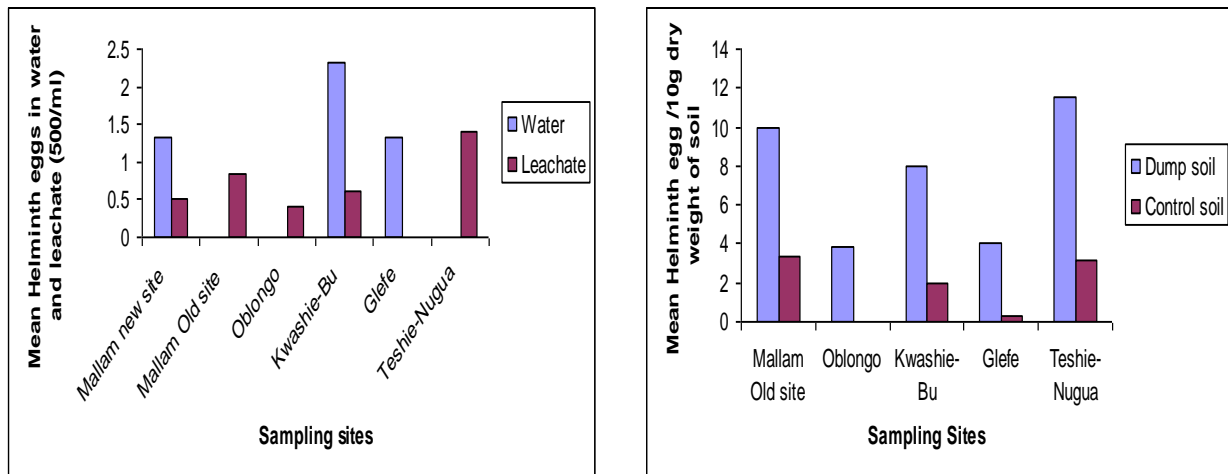 Mean Helminth eggs in water
and leachate (500/ml)
2.5
2
1.5
1
0.5
0
Mallam new site
Mallam Old site
Oblongo
Kwashie-Bu
Glefe
Teshie-Nugua
Sampling sites
Water
Leachate
Mean Helminth egg /10g dry
weight of soil
14
12
10
8
6
4
2
0
Mallam
Old site
Oblongo
Kwashie-
Bu
Glefe
Teshie-
Nugua
Sampling Sites
Dump soil
Control soil